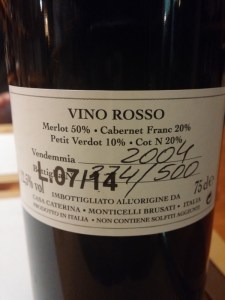 VINO ROSSO
Merlot 50% • Cabernet Franc 20%
Petit Verdot 10% • Cot N 20%
Vendemmia 2004
/500
L-07/14
% vol
75 cl e
IMBOTTIGLIATO ALL'ORIGINE DA
CASA CATERINA • MONTICELLI BRUSATI • ITALIA
PRODOTTO IN ITALIA • NON CONTIENE SOLFITI AGGIUNTI